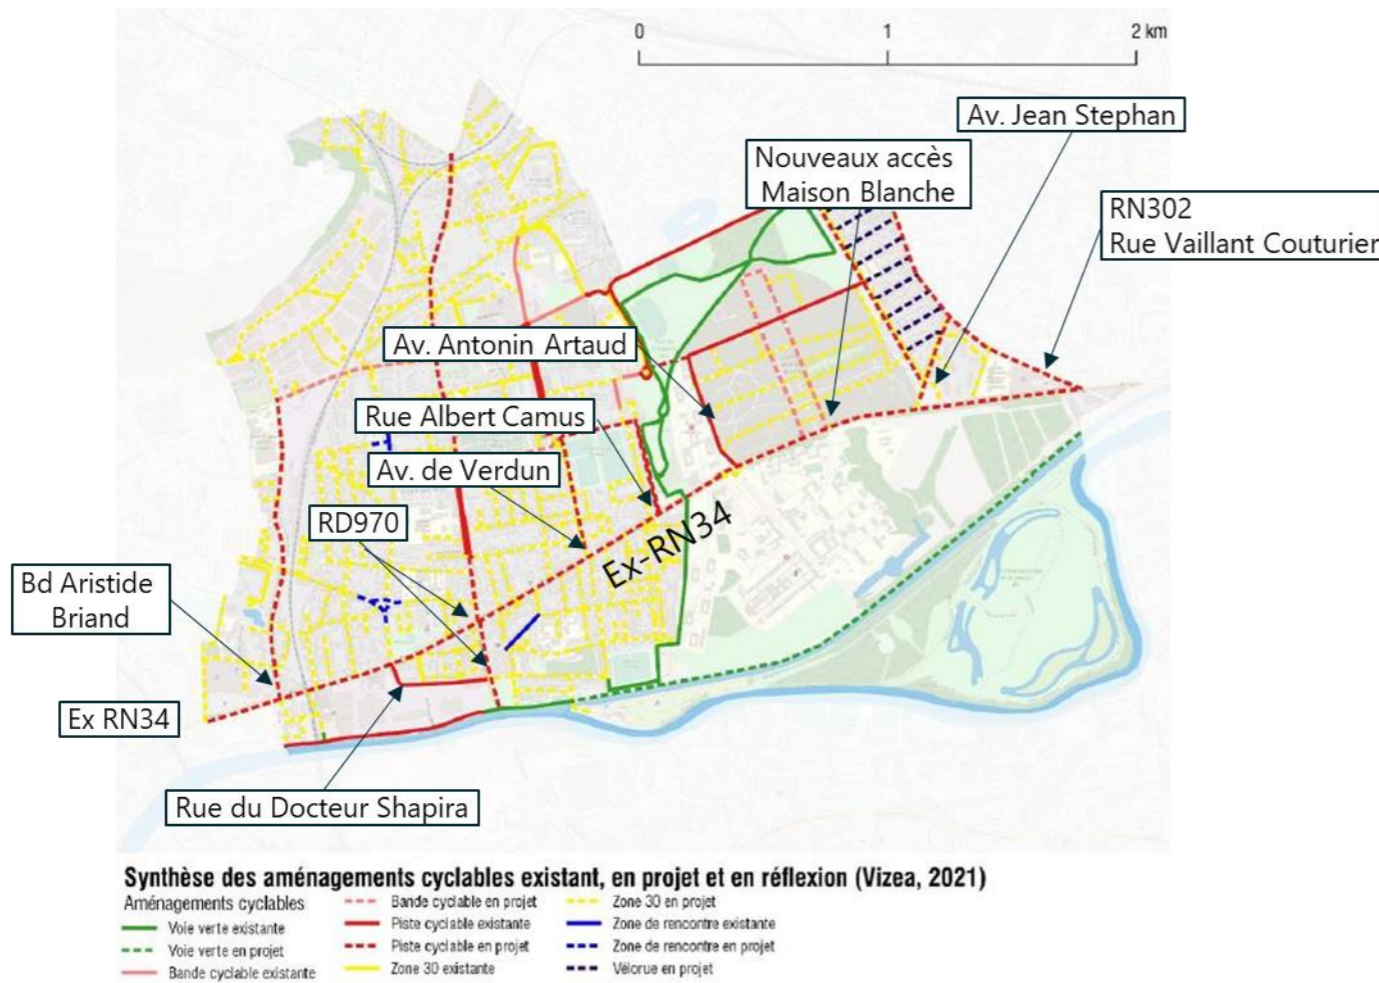 0 1 2 km
Av. Jean Stephan
Nouveaux accès
Maison Blanche
RN302
Rue Vaillant Couturier
Av. Antonin Artaud
Rue Albert Camus
Av. de Verdun
RD970
Ex-RN34
Bd Aristide
Briand
Ex RN34
Rue du Docteur Shapira
Synthèse des aménagements cyclables existant, en projet et en réflexion (Vizea, 2021)
Aménagements cyclables
Voie verte existante
Voie verte en projet
Bande cyclable existante
Bande cyclable en projet
Piste cyclable existante
Piste cyclable en projet
Zone 30 existante
Zone 30 en projet
Zone de rencontre existante
Zone de rencontre en projet
Vélorue en projet